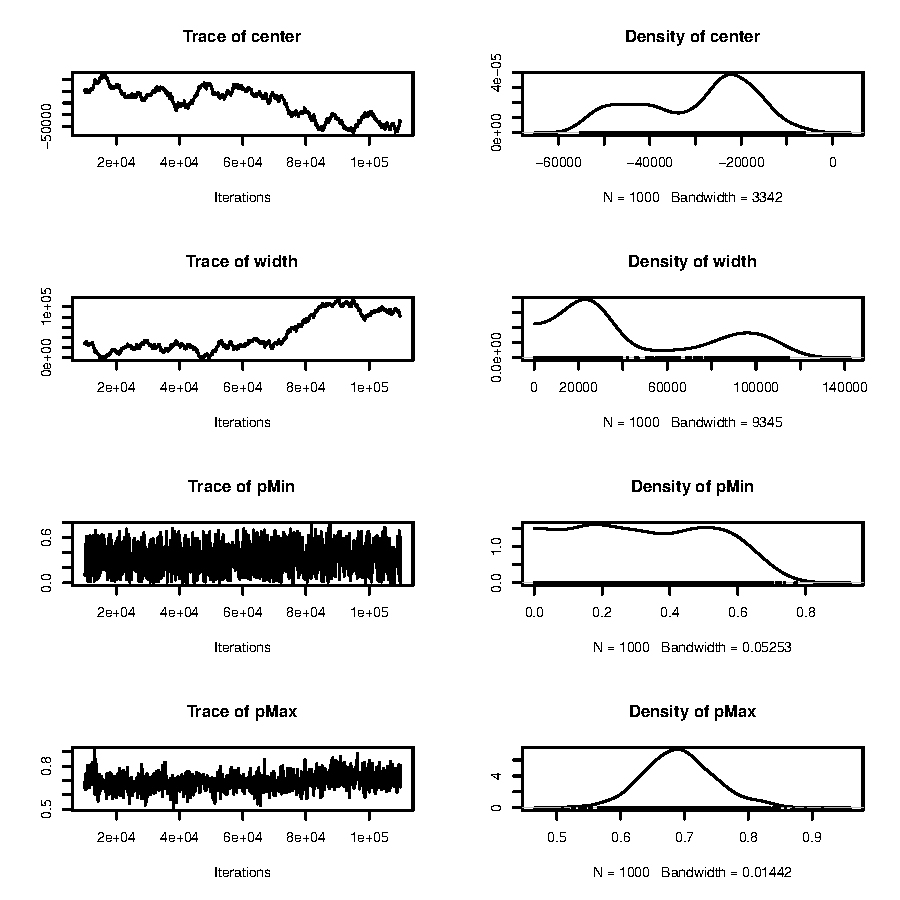 Trace of center
-50000
2e+04 4e+04 6e+04 8e+04 1e+05
Iterations
Density of center
0e+00 4e-05
-60000 -40000 -20000 0
N = 1000 Bandwidth = 3342
Trace of width
0e+00 1e+05
2e+04 4e+04 6e+04 8e+04 1e+05
Iterations
Density of width
0.0e+00
0 20000 60000 100000 140000
N = 1000 Bandwidth = 9345
Trace of pMin
0.0 0.6
2e+04 4e+04 6e+04 8e+04 1e+05
Iterations
Density of pMin
0.0 1.0
0.0 0.2 0.4 0.6 0.8
N = 1000 Bandwidth = 0.05253
Trace of pMax
0.5 0.8
2e+04 4e+04 6e+04 8e+04 1e+05
Iterations
Density of pMax
0 4
0.5 0.6 0.7 0.8 0.9
N = 1000 Bandwidth = 0.01442